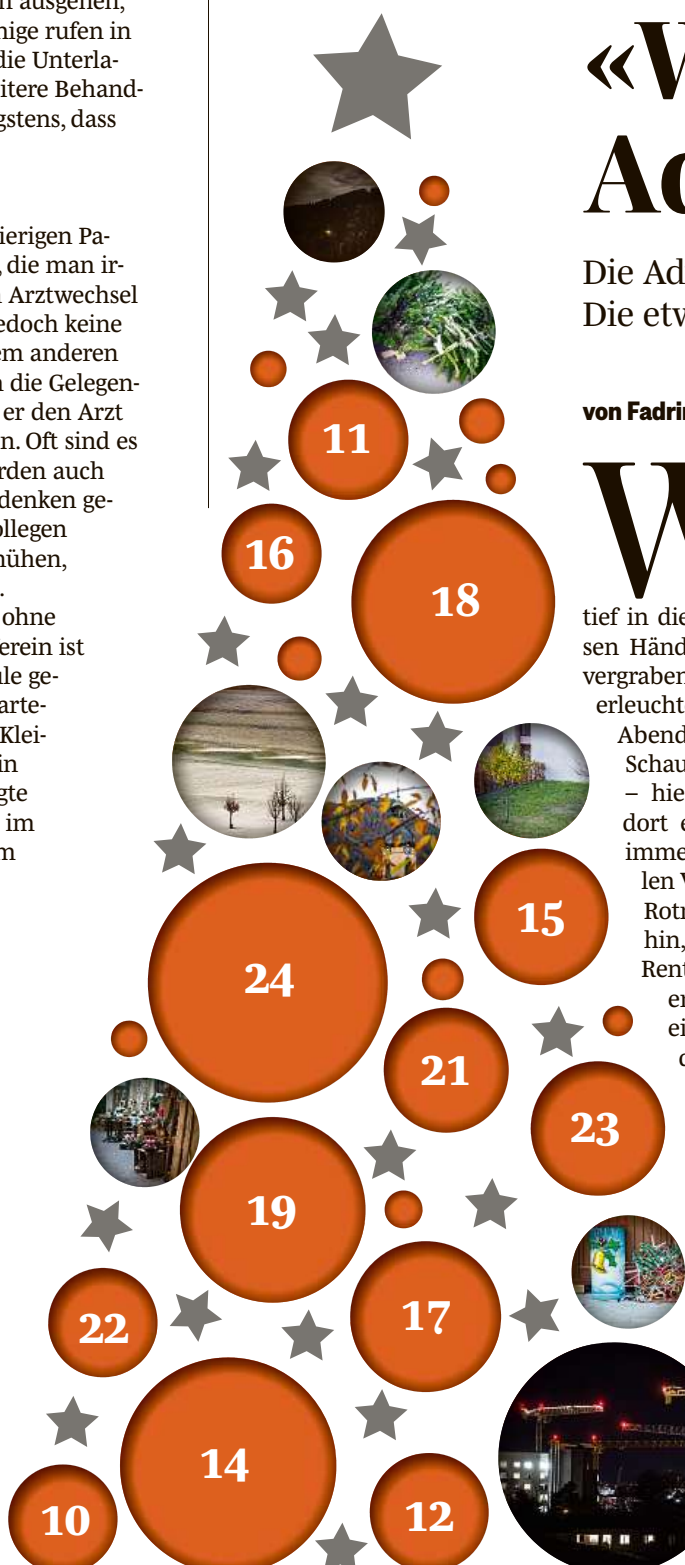 ausgehen,
nige rufen in
die Unterla-
itere Behand-
gstens, dass
ierigen Pa-
, die man ir-
Arztwechsel
edoch keine
em anderen
n die Gelegen-
er den Arzt
n. Oft sind es
rden auch
denken ge-
ollegen
mühen,
.
ohne
erein ist
ule ge-
arte-
Klei-
in
gte
im
m
11
16
18
15
24
21
23
19
22
17
14
10
12
«W
Ad
Die Ad
Die etw
von Fadrin
W
tief in die
sen Händ
vergraben
erleucht
Abend
Schau
– hie
dort e
imme
len V
Rotr
hin,
Rent
er
ei
d